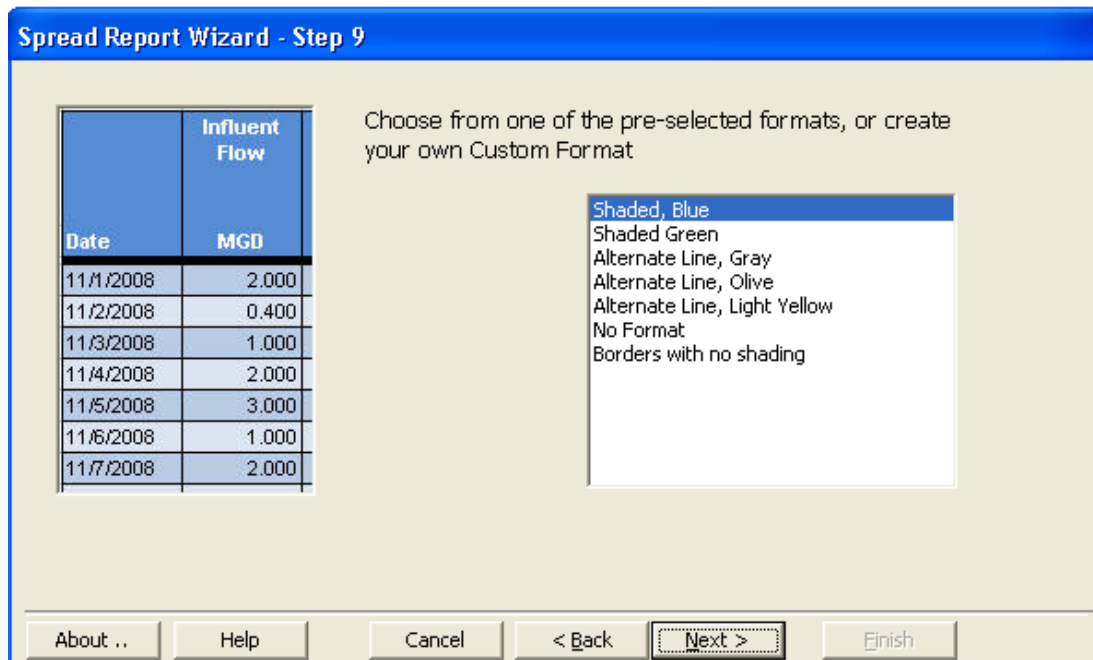 Spread Report Wizard - Step 9
Influent
Flow
Date MGD
11/1/2008 2.000
11/2/2008 0.400
11/3/2008 1.000
11/4/2008 2.000
11/5/2008 3.000
11/6/2008 1.000
11/7/2008 2.000
Choose from one of the pre-selected formats, or create
your own Custom Format
Shaded, Blue
Shaded Green
Alternate Line, Gray
Alternate Line, Olive
Alternate Line, Light Yellow
No Format
Borders with no shading
About .. Help Cancel < Back Next > Finish